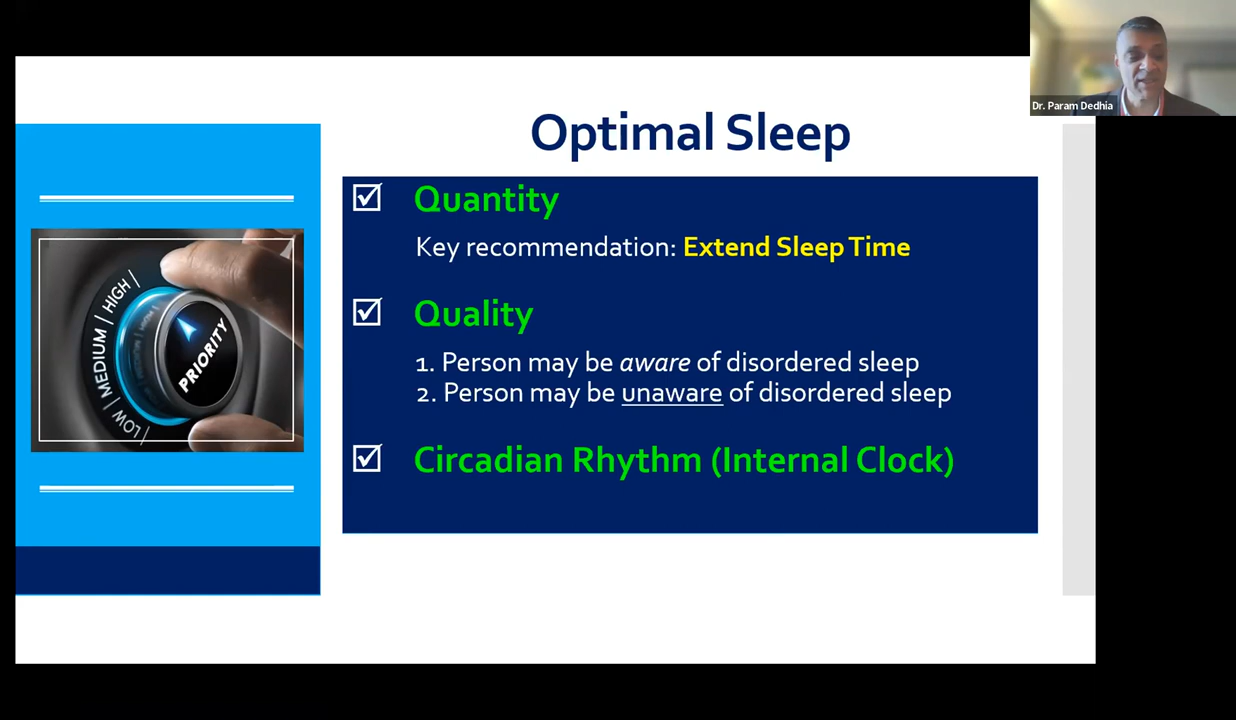 Dr. Param Dedhia
Optimal Sleep
Quantity
Key recommendation: Extend Sleep Time
Quality
1. Person may be aware of disordered sleep
2. Person may be unaware of disordered sleep
Circadian Rhythm (Internal Clock)
LOW | MEDIUM | HIGH |
PRIORITY